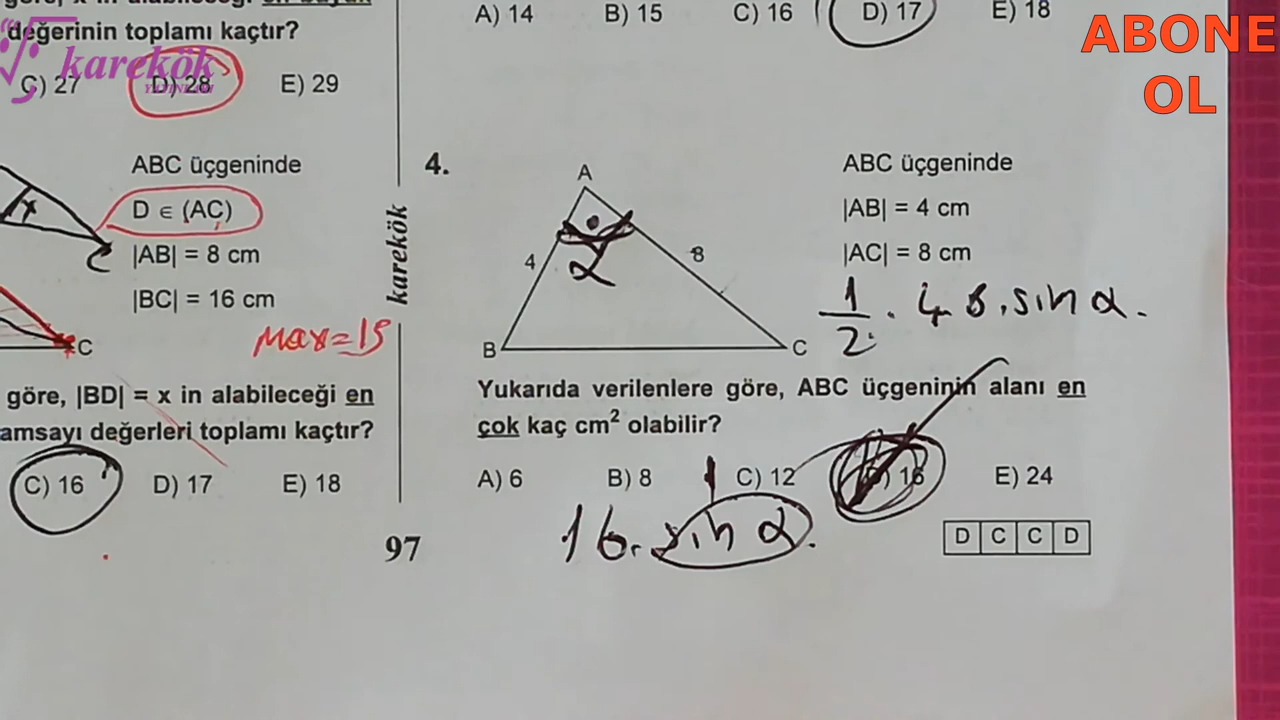 değerinin toplamı kaçtır?
C) 27 D) 28 E) 29
karekök
YAYINLARI
ABC üçgeninde
D ∈ (AC)
|AB| = 8 cm
|BC| = 16 cm
x
C
max = 15
C
göre, |BD| = x in alabileceği en
amsayı değerleri toplamı kaçtır?
C) 16 D) 17 E) 18
karekök
97
A) 14 B) 15 C) 16 D) 17 E) 18
ABONE
OL
4.
A
4
8
α
B
C
ABC üçgeninde
|AB| = 4 cm
|AC| = 8 cm
1/2 . 4. 8. sin α.
Yukarıda verilenlere göre, ABC üçgeninin alanı en
çok kaç cm² olabilir?
A) 6 B) 8 C) 12 D) 16 E) 24
1
16. sin α.
D C C D